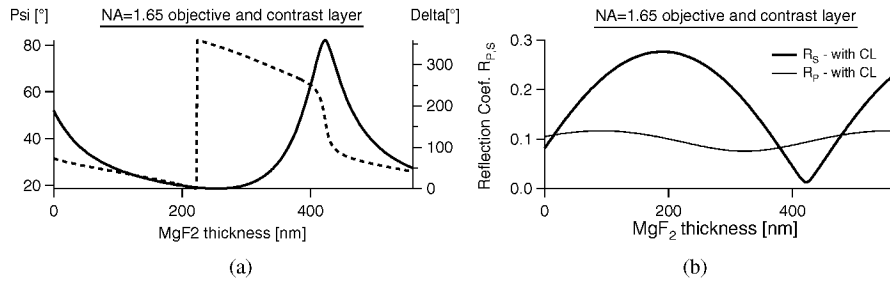 NA=1.65 objective and contrast layer
Psi [°]
Delta[°]
80
60
40
20
300
200
100
0
0
200
400
MgF2 thickness [nm]
(a)
NA=1.65 objective and contrast layer
Reflection Coef. R_P,S
0.3
0.2
0.1
0.0
R_S - with CL
R_P - with CL
0
200
400
MgF₂ thickness [nm]
(b)